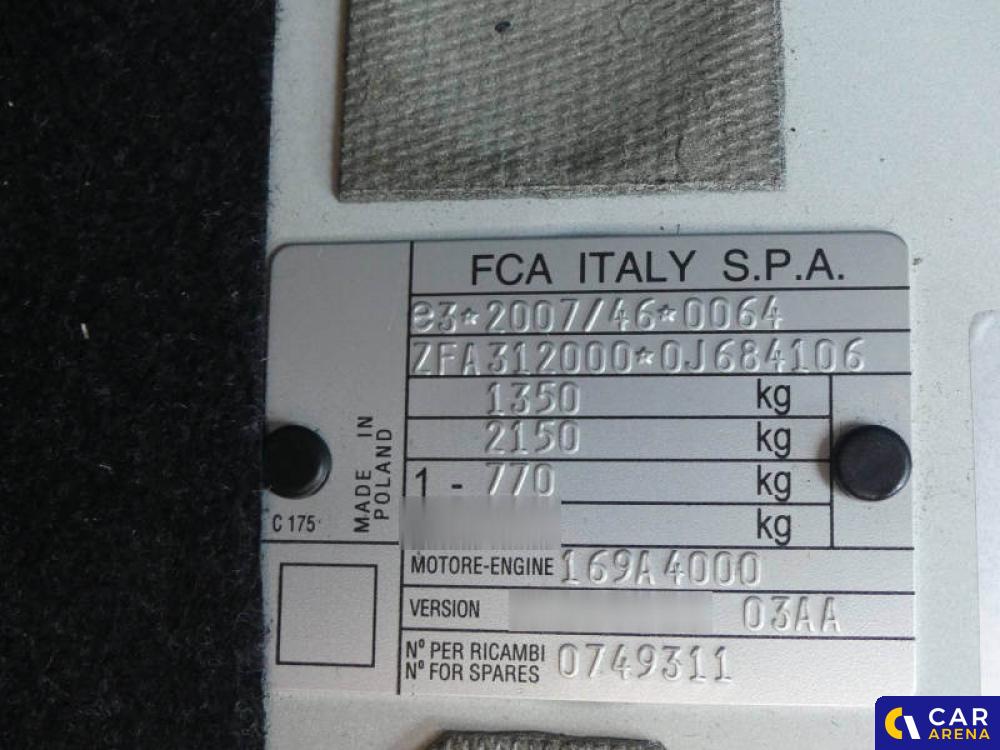 FCA ITALY S.P.A.
e3*2007/46*0064
ZFA312000*0J684106
1350 kg
2150 kg
1 - 770 kg
kg
MADE IN
POLAND
C 175
MOTORE-ENGINE 169A4000
VERSION 03AA
N° PER RICAMBI
N° FOR SPARES 0749311
CAR
ARENA